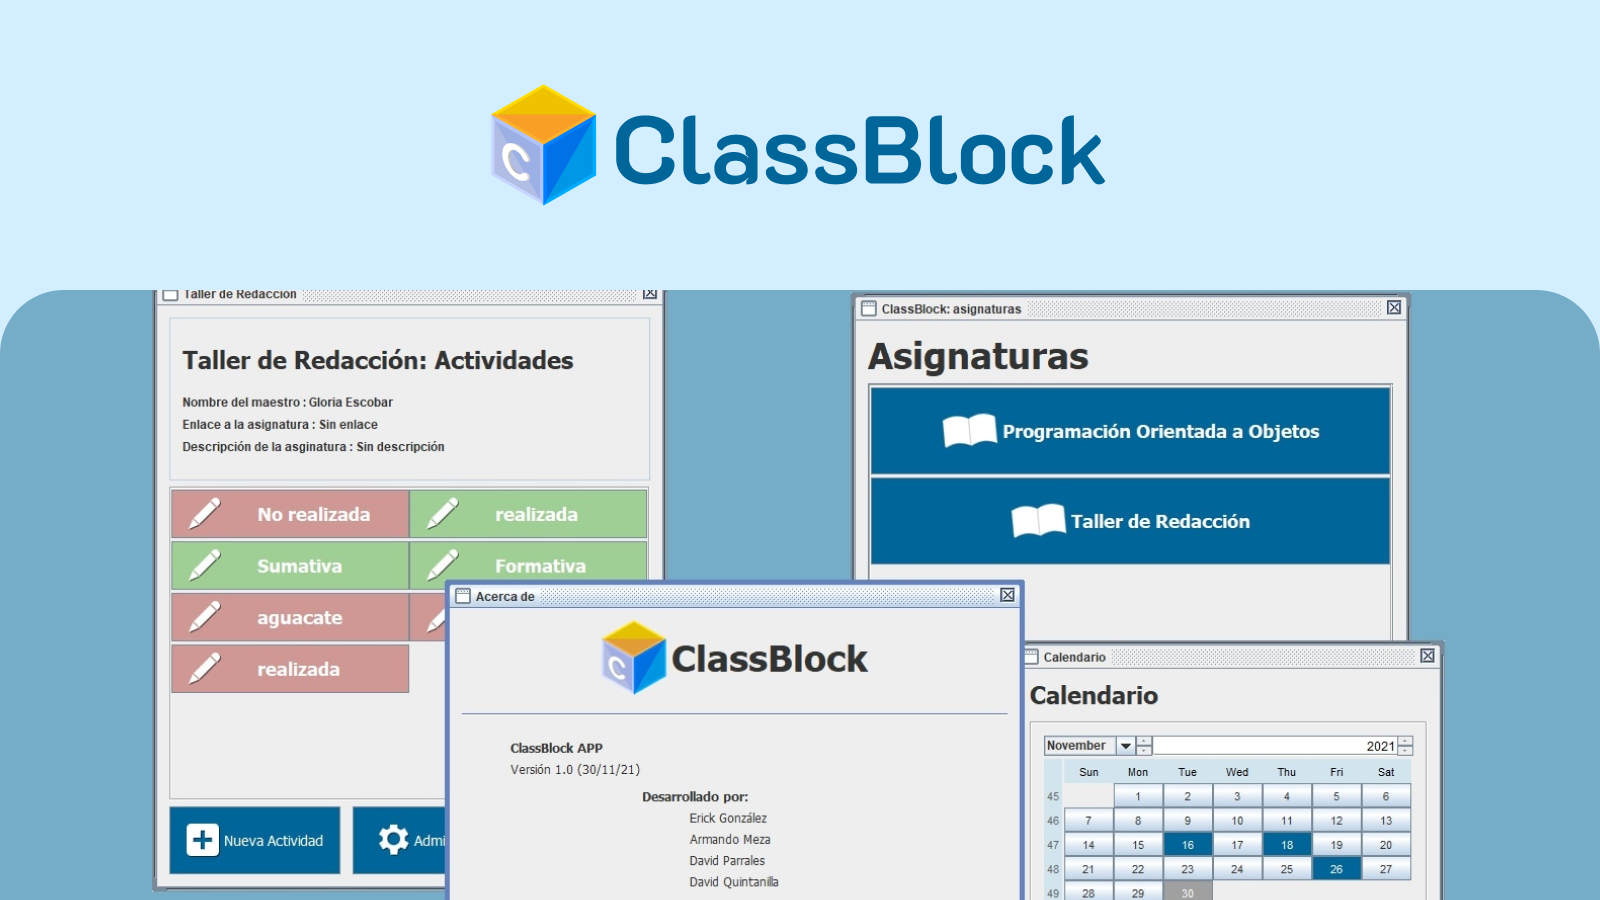 C
ClassBlock
Taller de Redacción
Taller de Redacción: Actividades
Nombre del maestro : Gloria Escobar
Enlace a la asignatura : Sin enlace
Descripción de la asginatura : Sin descripción
No realizada
realizada
Sumativa
Formativa
aguacate
realizada
Nueva Actividad
Admi
ClassBlock: asignaturas
Asignaturas
Programación Orientada a Objetos
Taller de Redacción
Acerca de
C
ClassBlock
ClassBlock APP
Versión 1.0 (30/11/21)
Desarrollado por:
Erick González
Armando Meza
David Parrales
David Quintanilla
Calendario
Calendario
November 2021
Sun Mon Tue Wed Thu Fri Sat
45 1 2 3 4 5 6
46 7 8 9 10 11 12 13
47 14 15 16 17 18 19 20
48 21 22 23 24 25 26 27
49 28 29 30